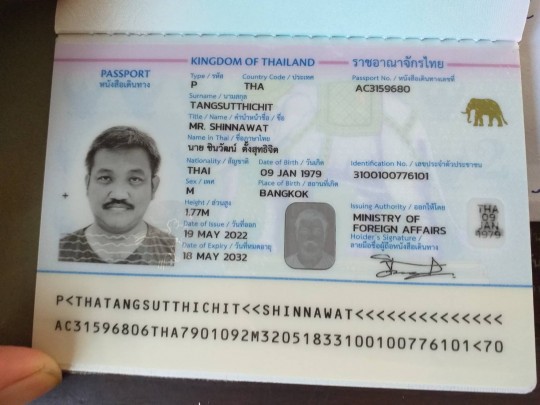 KINGDOM OF THAILAND ราชอาณาจักรไทย
PASSPORT
หนังสือเดินทาง
Type / รหัส Country Code / ประเทศ Passport No. / หนังสือเดินทางเลขที่
P THA AC3159680
Surname / นามสกุล
TANGSUTTHICHIT
Title / Name / คำนำหน้าชื่อ / ชื่อ
MR. SHINNAWAT
Name in Thai / ชื่อภาษาไทย
นาย ชินวัฒน์ ตั้งสุทธิจิต
Nationality / สัญชาติ Date of Birth / วันเกิด Identification No. / เลขประจำตัวประชาชน
THAI 09 JAN 1979 3100100776101
Sex / เพศ Place of Birth / สถานที่เกิด
M BANGKOK
Height / ส่วนสูง Issuing Authority / ออกให้โดย
1.77M MINISTRY OF
FOREIGN AFFAIRS
Date of Issue / วันที่ออก
19 MAY 2022
Holder's Signature /
ลายมือชื่อผู้ถือหนังสือเดินทาง
Date of Expiry / วันที่หมดอายุ
18 MAY 2032
THA
09
JAN
1979
P<THATANGSUTTHICHIT<<SHINNAWAT<<<<<<<<<<<<<<
AC31596806THA7901092M32051833100100776101<70